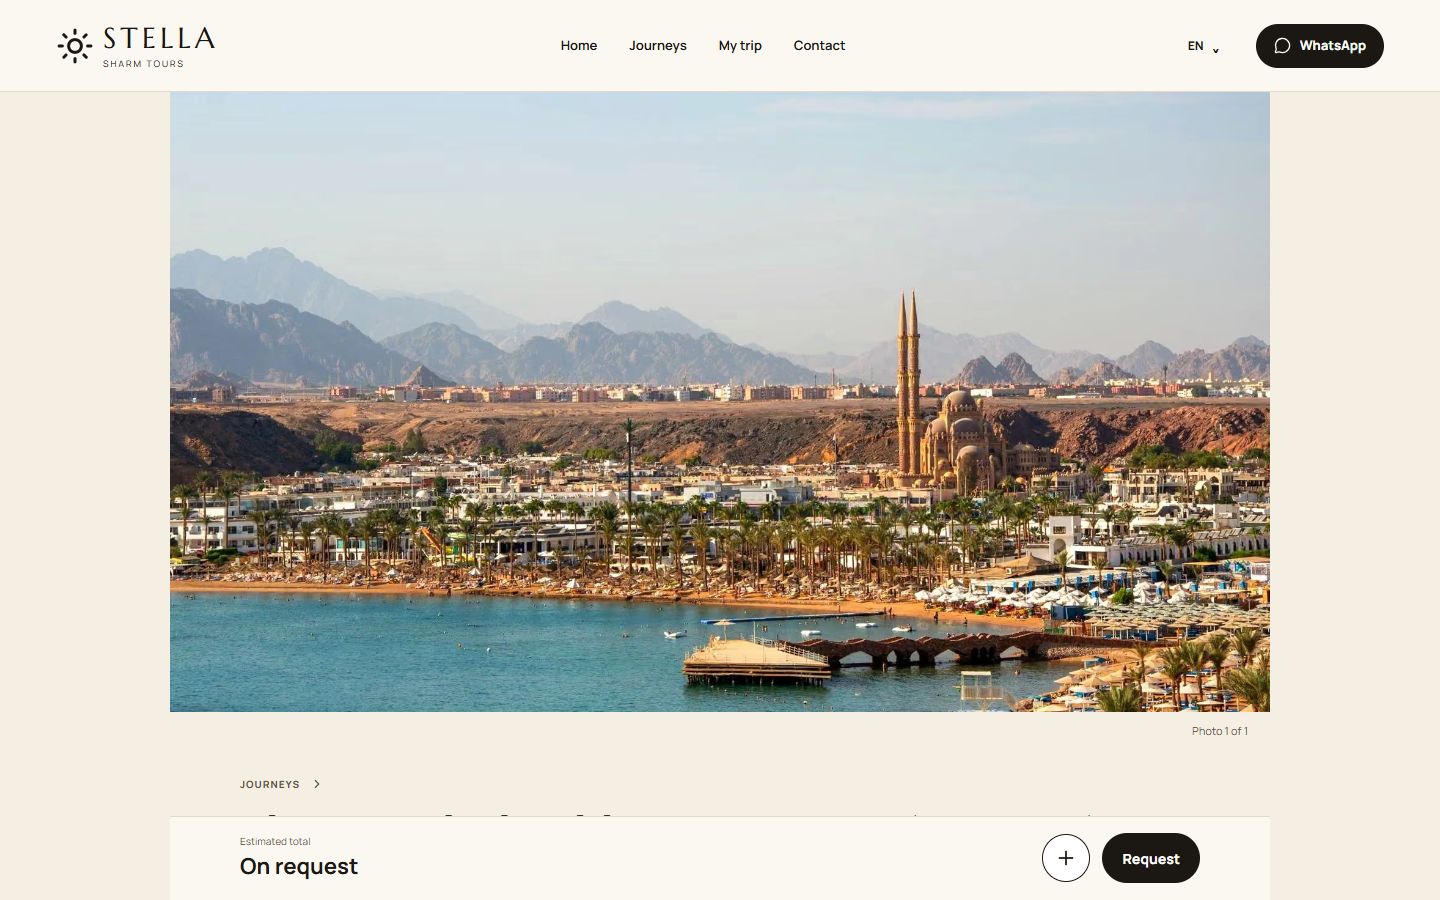 STELLA
SHARM TOURS
Home
Journeys
My trip
Contact
EN
WhatsApp
Photo 1 of 1
JOURNEYS
Estimated total
On request
Request